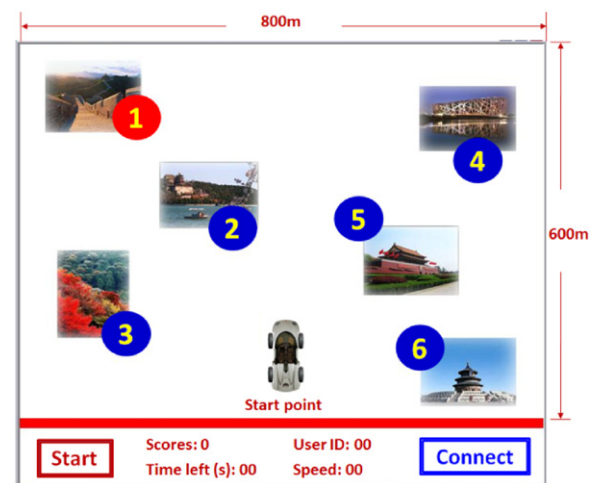 800m
1
4
2
5
600m
3
6
Start point
Start
Scores: 0
User ID: 00
Time left (s): 00
Speed: 00
Connect